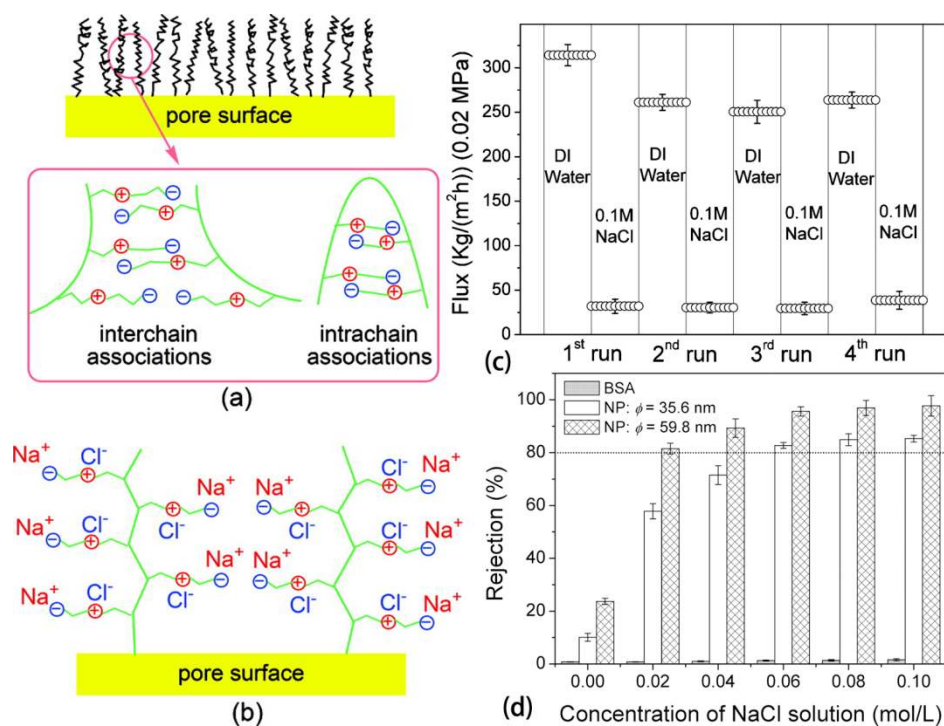 pore surface
+ −
− +
+ −
− +
+ − − +
interchain
associations
+ −
− +
+ −
− +
intrachain
associations
(a)
Na⁺
Cl⁻
− +
Na⁺
Cl⁻
+ −
Na⁺
Cl⁻
− +
Na⁺
Cl⁻
+ −
Na⁺
Cl⁻
− +
Na⁺
Cl⁻
− +
Cl⁻
Na⁺
+ −
Na⁺
Cl⁻
− +
Cl⁻
Na⁺
+ −
Cl⁻
Na⁺
+ −
pore surface
(b)
Flux (Kg/(m²h)) (0.02 MPa)
300
250
200
150
100
50
0
DI
Water
0.1M
NaCl
DI
Water
0.1M
NaCl
DI
Water
0.1M
NaCl
DI
Water
0.1M
NaCl
1ˢᵗ run 2ⁿᵈ run 3ʳᵈ run 4ᵗʰ run
(c)
Rejection (%)
100
80
60
40
20
0
BSA
NP: ϕ = 35.6 nm
NP: ϕ = 59.8 nm
0.00 0.02 0.04 0.06 0.08 0.10
Concentration of NaCl solution (mol/L)
(d)